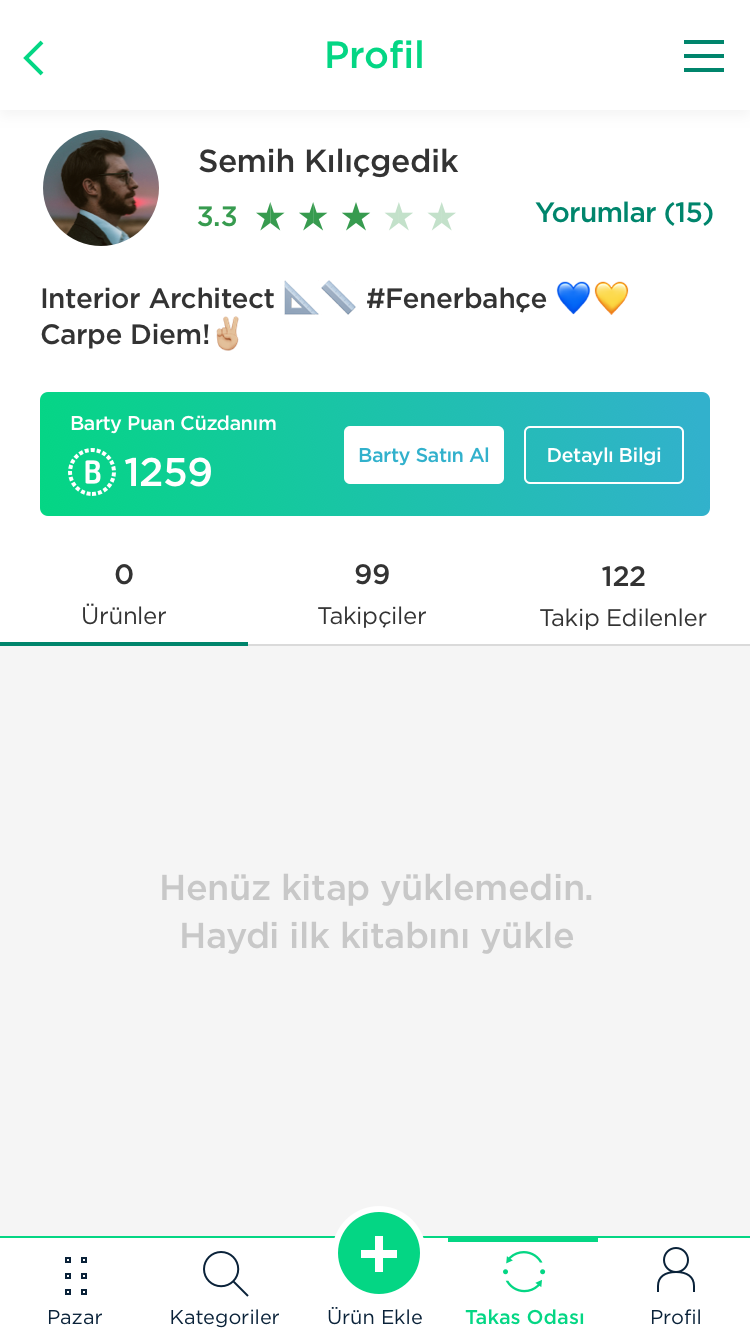 Profil
Semih Kılıçgedik
3.3
Yorumlar (15)
Interior Architect 📐📏 #Fenerbahçe 💙💛
Carpe Diem!✌🏼
Barty Puan Cüzdanım
B 1259
Barty Satın Al
Detaylı Bilgi
0
Ürünler
99
Takipçiler
122
Takip Edilenler
Henüz kitap yüklemedin.
Haydi ilk kitabını yükle
Pazar
Kategoriler
Ürün Ekle
Takas Odası
Profil